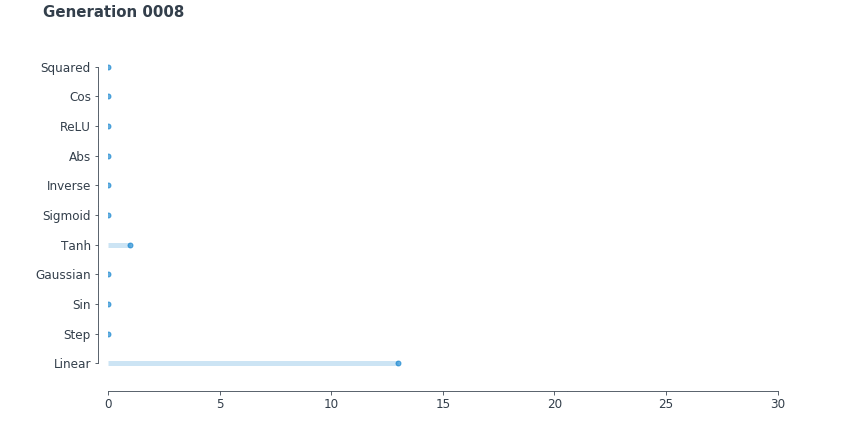 Generation 0008
Squared
Cos
ReLU
Abs
Inverse
Sigmoid
Tanh
Gaussian
Sin
Step
Linear
0 5 10 15 20 25 30